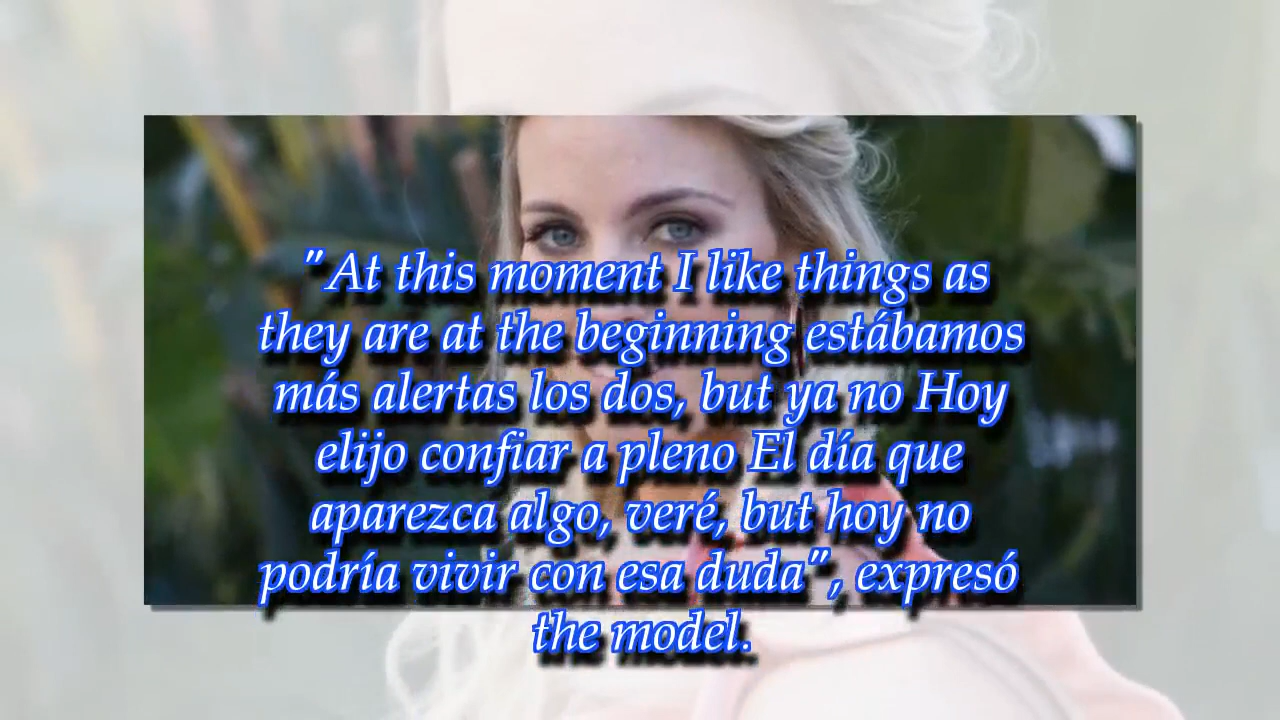 "At this moment I like things as
they are at the beginning estábamos
más alertas los dos, but ya no Hoy
elijo confiar a pleno El día que
aparezca algo, veré, but hoy no
podría vivir con esa duda", expresó
the model.